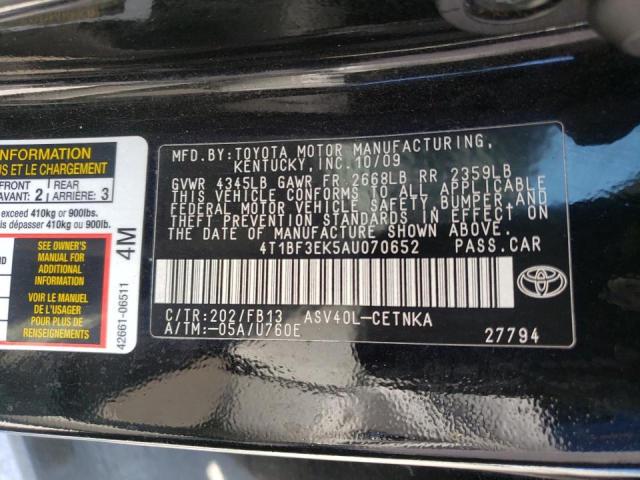 INFORMATION
US ET LE CHARGEMENT
FRONT
AVANT: 2
REAR
ARRIÈRE: 3
exceed 410kg or 900lbs.
is dépasser 410kg ou 900lbs.
SEE OWNER'S
MANUAL
FOR
VOIR LE MANUEL
DE L'USAGER
POUR PLUS DE
RENSEIGNEMENTS
4M
42661-06511
MFD.BY: TOYOTA MOTOR MANUFACTURING,
KENTUCKY, INC. 10/09
GVWR 4345LB GAWR FR 2668LB RR 2359LB
THIS VEHICLE CONFORMS TO ALL APPLICABLE
FEDERAL MOTOR VEHICLE SAFETY, BUMPER, AND
THEFT PREVENTION STANDARDS IN EFFECT ON
THE DATE OF MANUFACTURE SHOWN ABOVE.
4T1BF3EK5AU070652 PASS.CAR
C/TR:202/FB13 ASV40L-CETNKA
A/TM:-05A/U760E
27794
TOYOTA